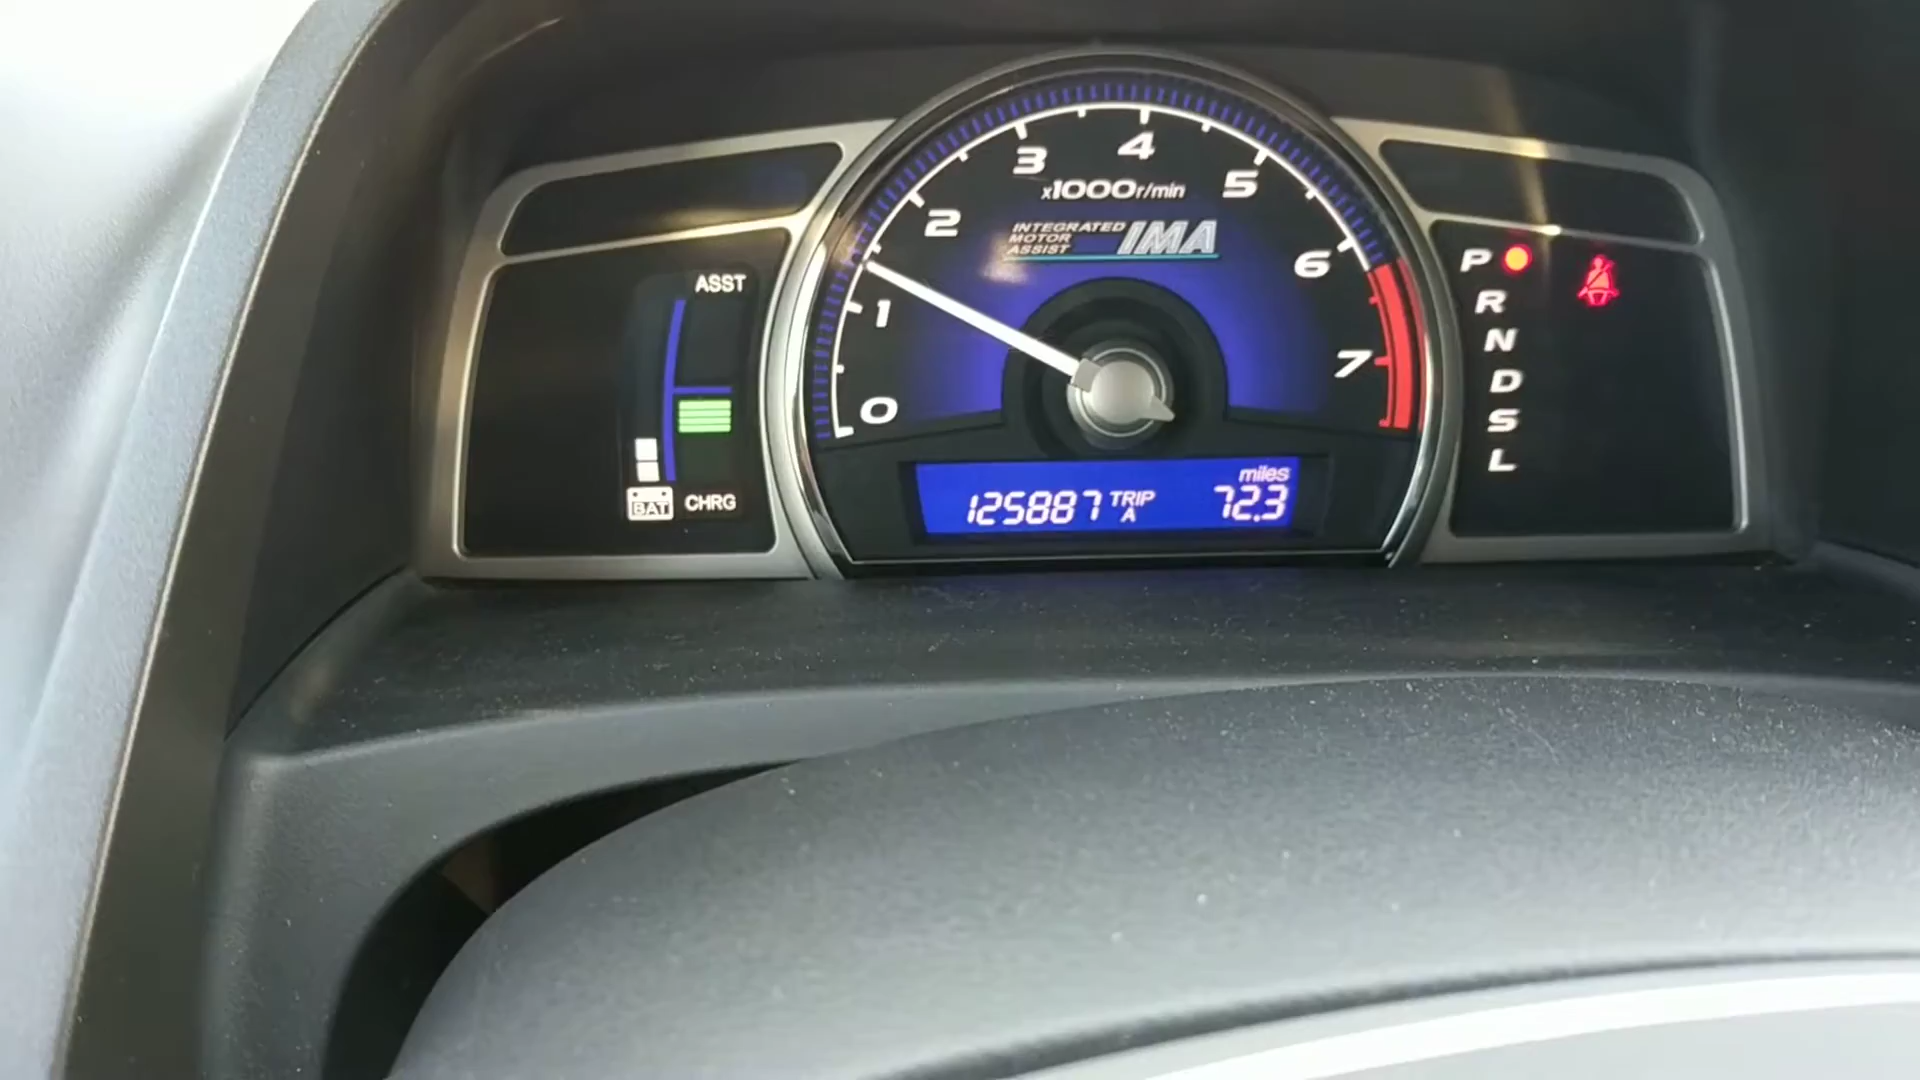 ASST
BAT CHRG
0
1
2
3
4
5
6
7
x1000r/min
INTEGRATED
MOTOR
ASSIST
IMA
miles
125887 TRIP A 72.3
P
R
N
D
S
L